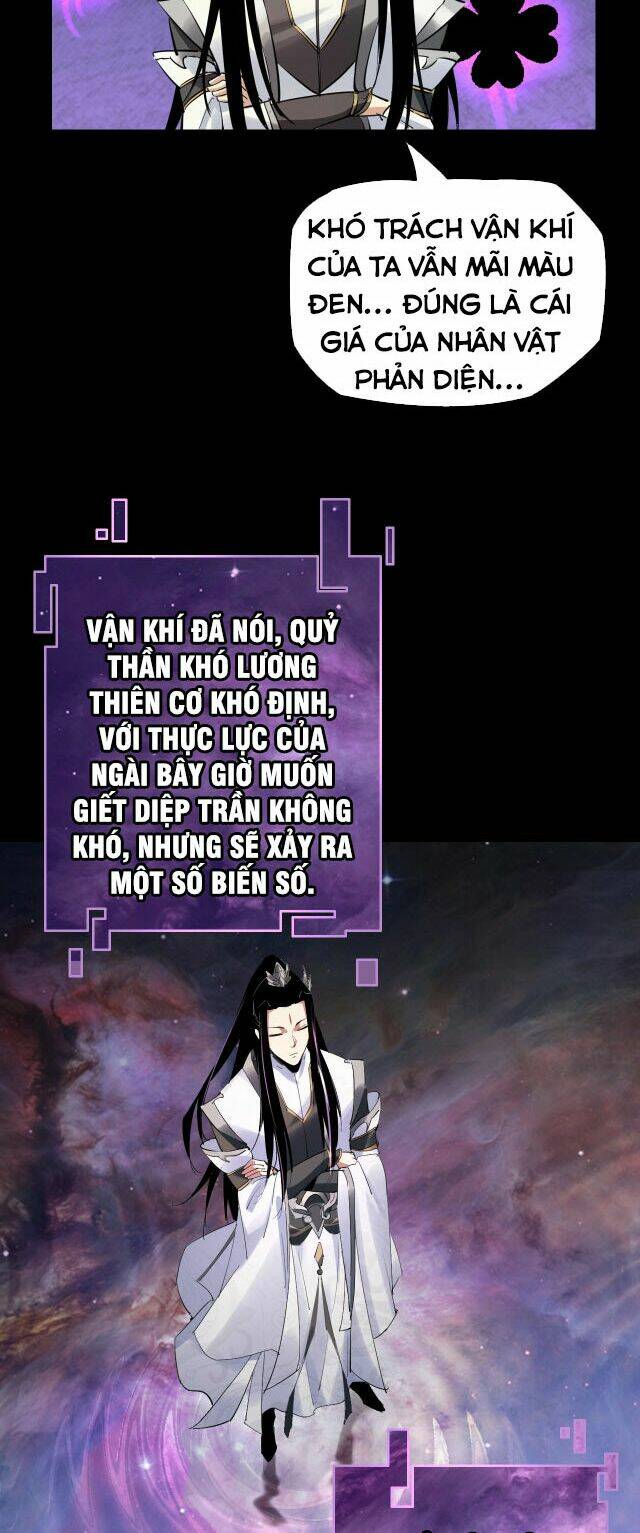 KHÓ TRÁCH VẬN KHÍ
CỦA TA VẪN MÃI MÀU
ĐEN... ĐÚNG LÀ CÁI
GIÁ CỦA NHÂN VẬT
PHẢN DIỆN...
VẬN KHÍ ĐÃ NÓI, QUỶ
THẦN KHÓ LƯƠNG
THIÊN CƠ KHÓ ĐỊNH,
VỚI THỰC LỰC CỦA
NGÀI BÂY GIỜ MUỐN
GIẾT DIỆP TRẦN KHÔNG
KHÓ, NHƯNG SẼ XẢY RA
MỘT SỐ BIẾN SỐ.